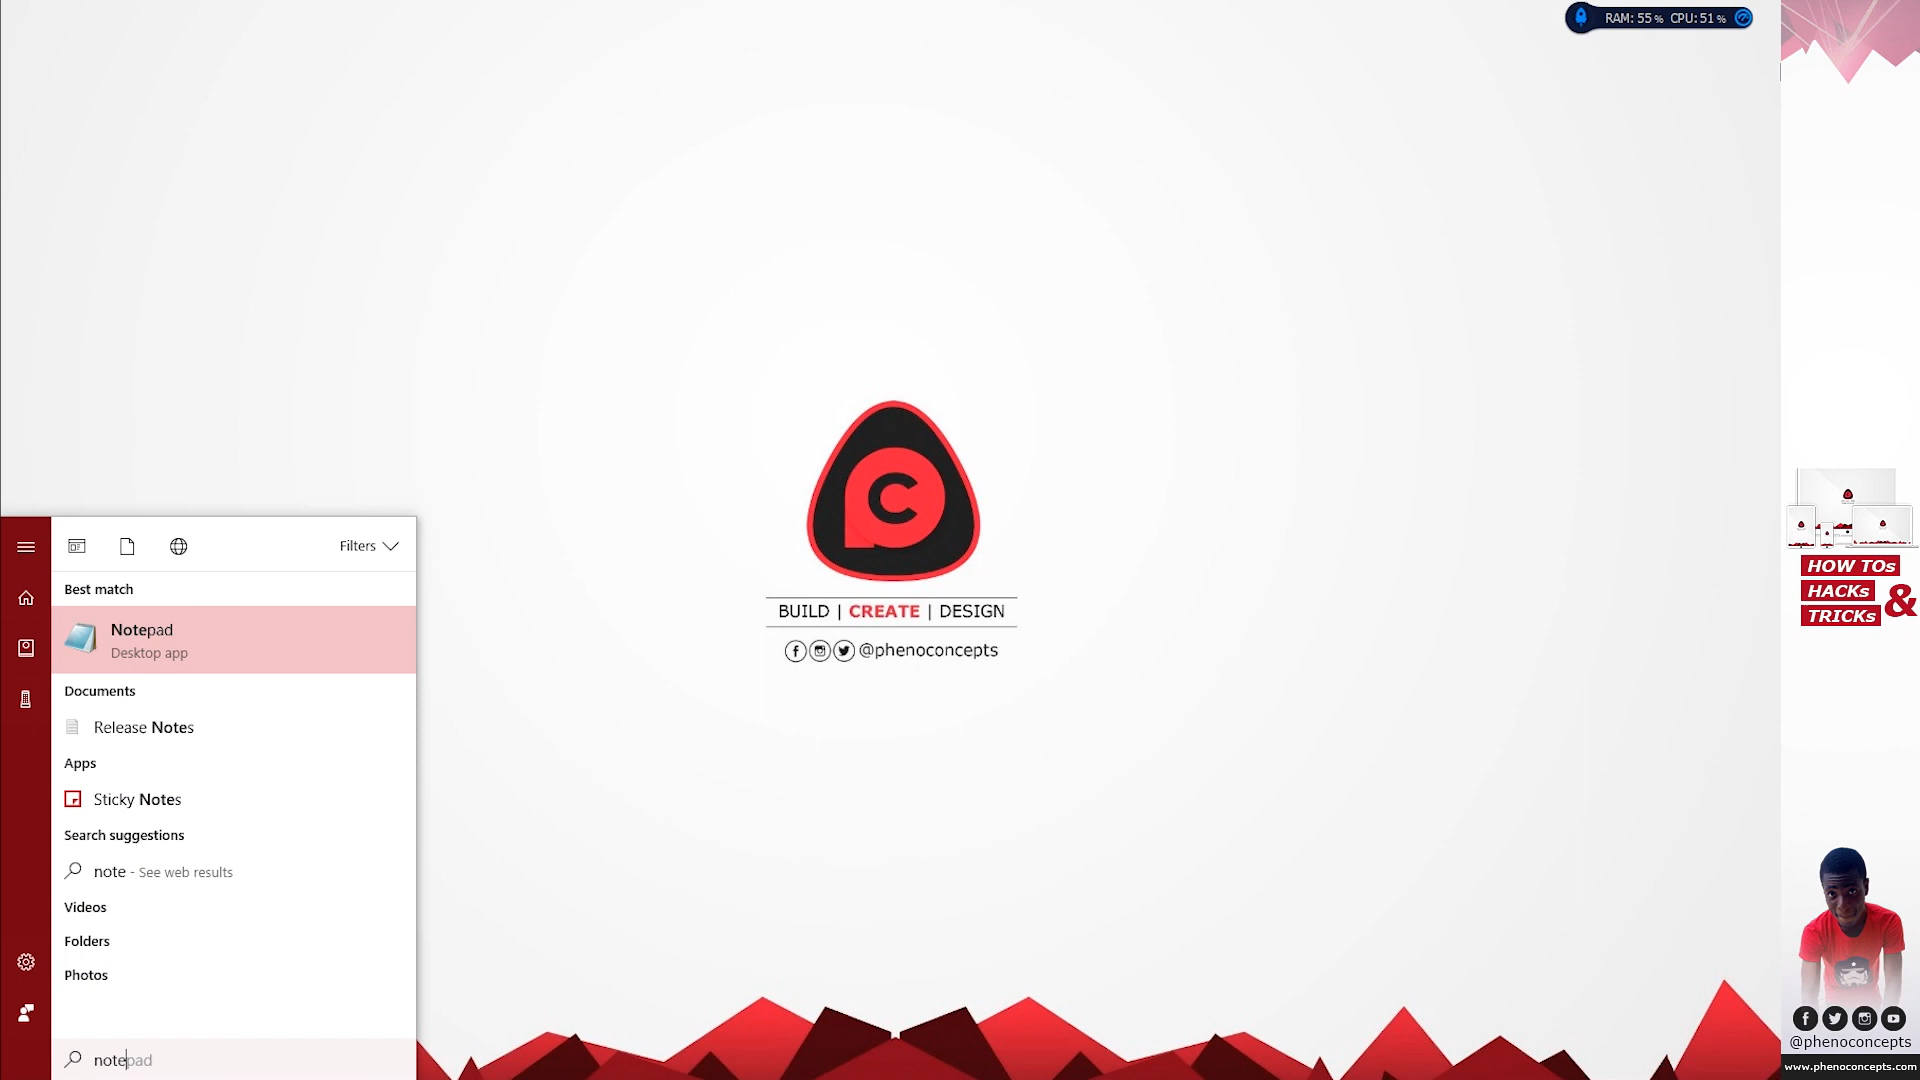 RAM: 55 % CPU: 51 %
BUILD | CREATE | DESIGN
@phenoconcepts
Filters
Best match
Notepad
Desktop app
Documents
Release Notes
Apps
Sticky Notes
Search suggestions
note - See web results
Videos
Folders
Photos
notepad
HOW TOs
HACKs
&
TRICKs
@phenoconcepts
www.phenoconcepts.com